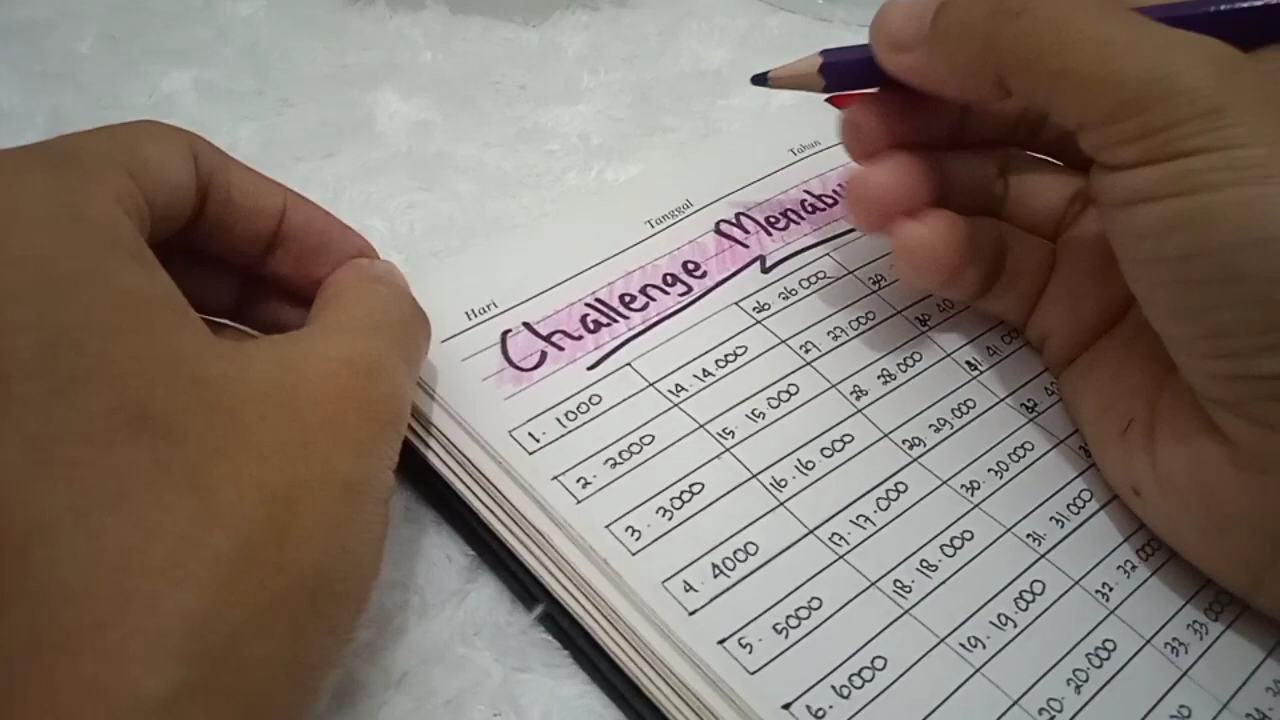 Hari Tanggal Tahun
Challenge
1. 1000 14. 14.000 26. 26.000
2. 2000 15. 15.000 27. 27.000
3. 3000 16. 16.000 28. 28.000
4. 4000 17. 17.000 29. 29.000 41.000
5. 5000 18. 18.000 30. 30.000
6. 6000 19. 19.000 31. 31.000
20. 20.000 32. 32.000
33. 33.000